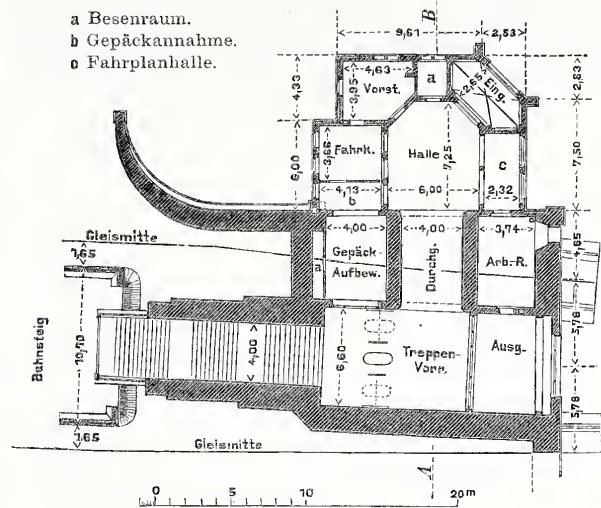 a Besenraum.
b Gepäckannahme.
c Fahrplanhalle.
B
9,61
2,53
4,63
Vorst.
3,95
a
2,65
Eing.
4,33
2,83
Fahrk.
3,66
Halle
7,25
c
6,00
7,50
4,13
b
6,00
2,32
Gleismitte
4,00
4,00
3,74
Gepäck
Aufbew.
a
Durchg.
Arb.-R.
4,65
1,65
Bahnsteig
10,70
4,00
6,60
Treppen-
Vorr.
Ausg.
5,78
5,78
1,65
Gleismitte
A
0 5 10 20 m